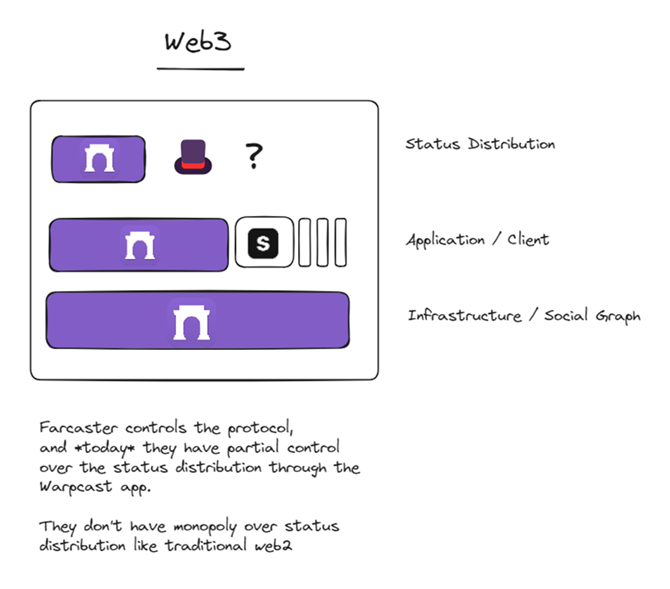 Web3
?
Status Distribution
S
Application / Client
Infrastructure / Social Graph
Farcaster controls the protocol,
and *today* they have partial control
over the status distribution through the
Warpcast app.
They don't have monopoly over status
distribution like traditional web2